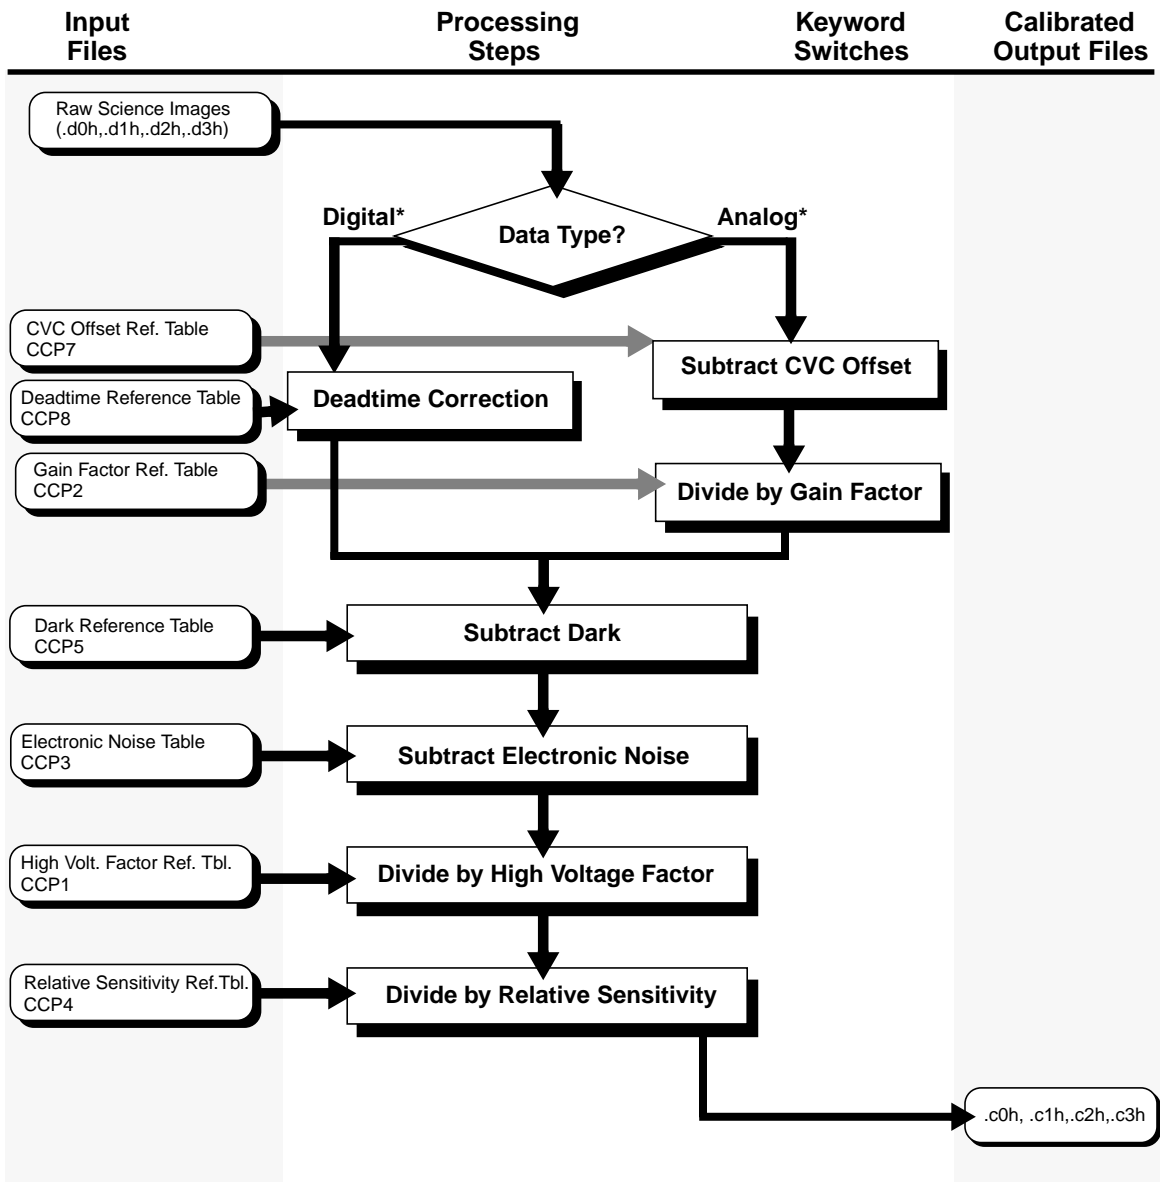 Input
Files
Processing
Steps
Keyword
Switches
Calibrated
Output Files
Raw Science Images
(.d0h,.d1h,.d2h,.d3h)
Digital*
Analog*
Data Type?
CVC Offset Ref. Table
CCP7
Subtract CVC Offset
Deadtime Reference Table
CCP8
Deadtime Correction
Gain Factor Ref. Table
CCP2
Divide by Gain Factor
Dark Reference Table
CCP5
Subtract Dark
Electronic Noise Table
CCP3
Subtract Electronic Noise
High Volt. Factor Ref. Tbl.
CCP1
Divide by High Voltage Factor
Relative Sensitivity Ref.Tbl.
CCP4
Divide by Relative Sensitivity
.c0h, .c1h,.c2h,.c3h